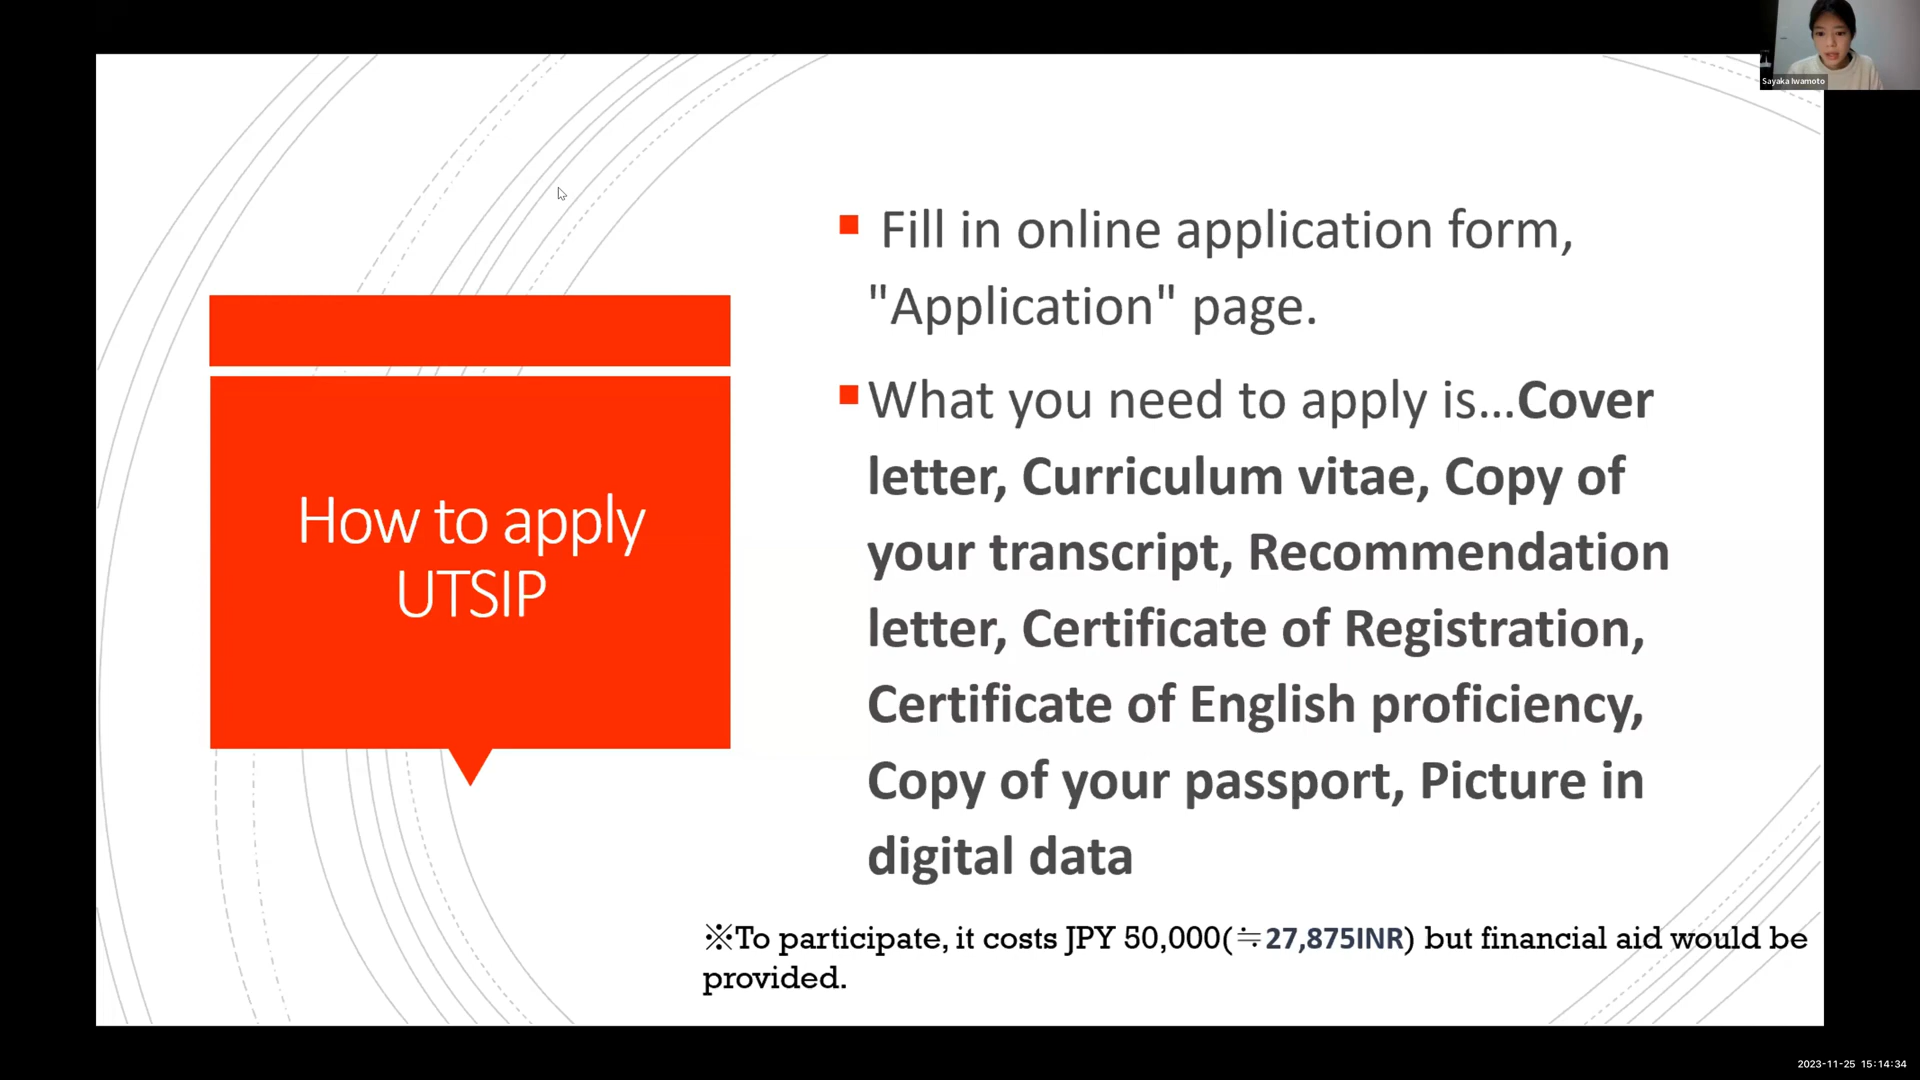 Sayaka Iwamoto
How to apply
UTSIP
Fill in online application form,
"Application" page.
What you need to apply is...Cover
letter, Curriculum vitae, Copy of
your transcript, Recommendation
letter, Certificate of Registration,
Certificate of English proficiency,
Copy of your passport, Picture in
digital data
※To participate, it costs JPY 50,000(≒27,875INR) but financial aid would be
provided.
2023-11-25 15:14:34